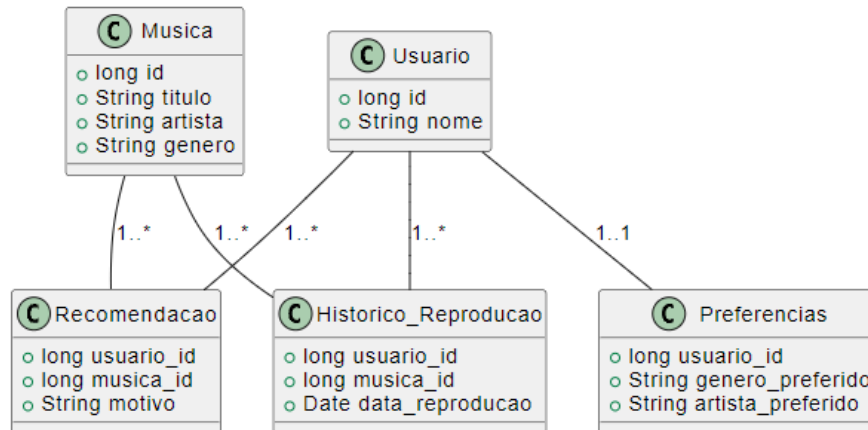 C Musica
long id
String titulo
String artista
String genero
C Usuario
long id
String nome
1..*
1..*
1..*
1..*
1..1
C Recomendacao
long usuario_id
long musica_id
String motivo
C Historico_Reproducao
long usuario_id
long musica_id
Date data_reproducao
C Preferencias
long usuario_id
String genero_preferido
String artista_preferido